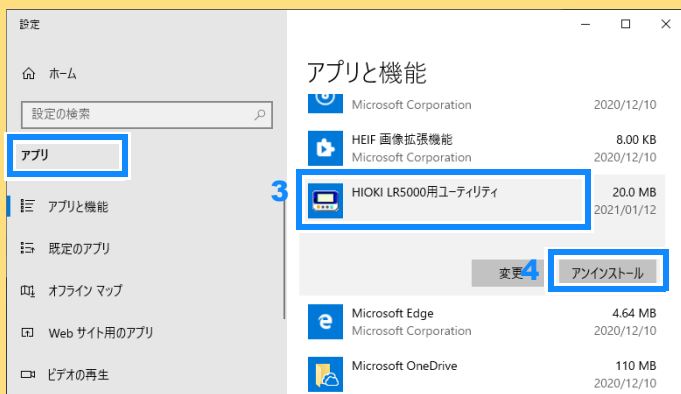 設定
ホーム
設定の検索
アプリ
アプリと機能
既定のアプリ
オフライン マップ
Web サイト用のアプリ
ビデオの再生
アプリと機能
Microsoft Corporation 2020/12/10
HEIF 画像拡張機能 8.00 KB
Microsoft Corporation 2020/12/10
3 HIOKI LR5000用ユーティリティ 20.0 MB
2021/01/12
変更 4 アンインストール
Microsoft Edge 4.64 MB
Microsoft Corporation 2020/12/10
Microsoft OneDrive 110 MB
2020/12/10